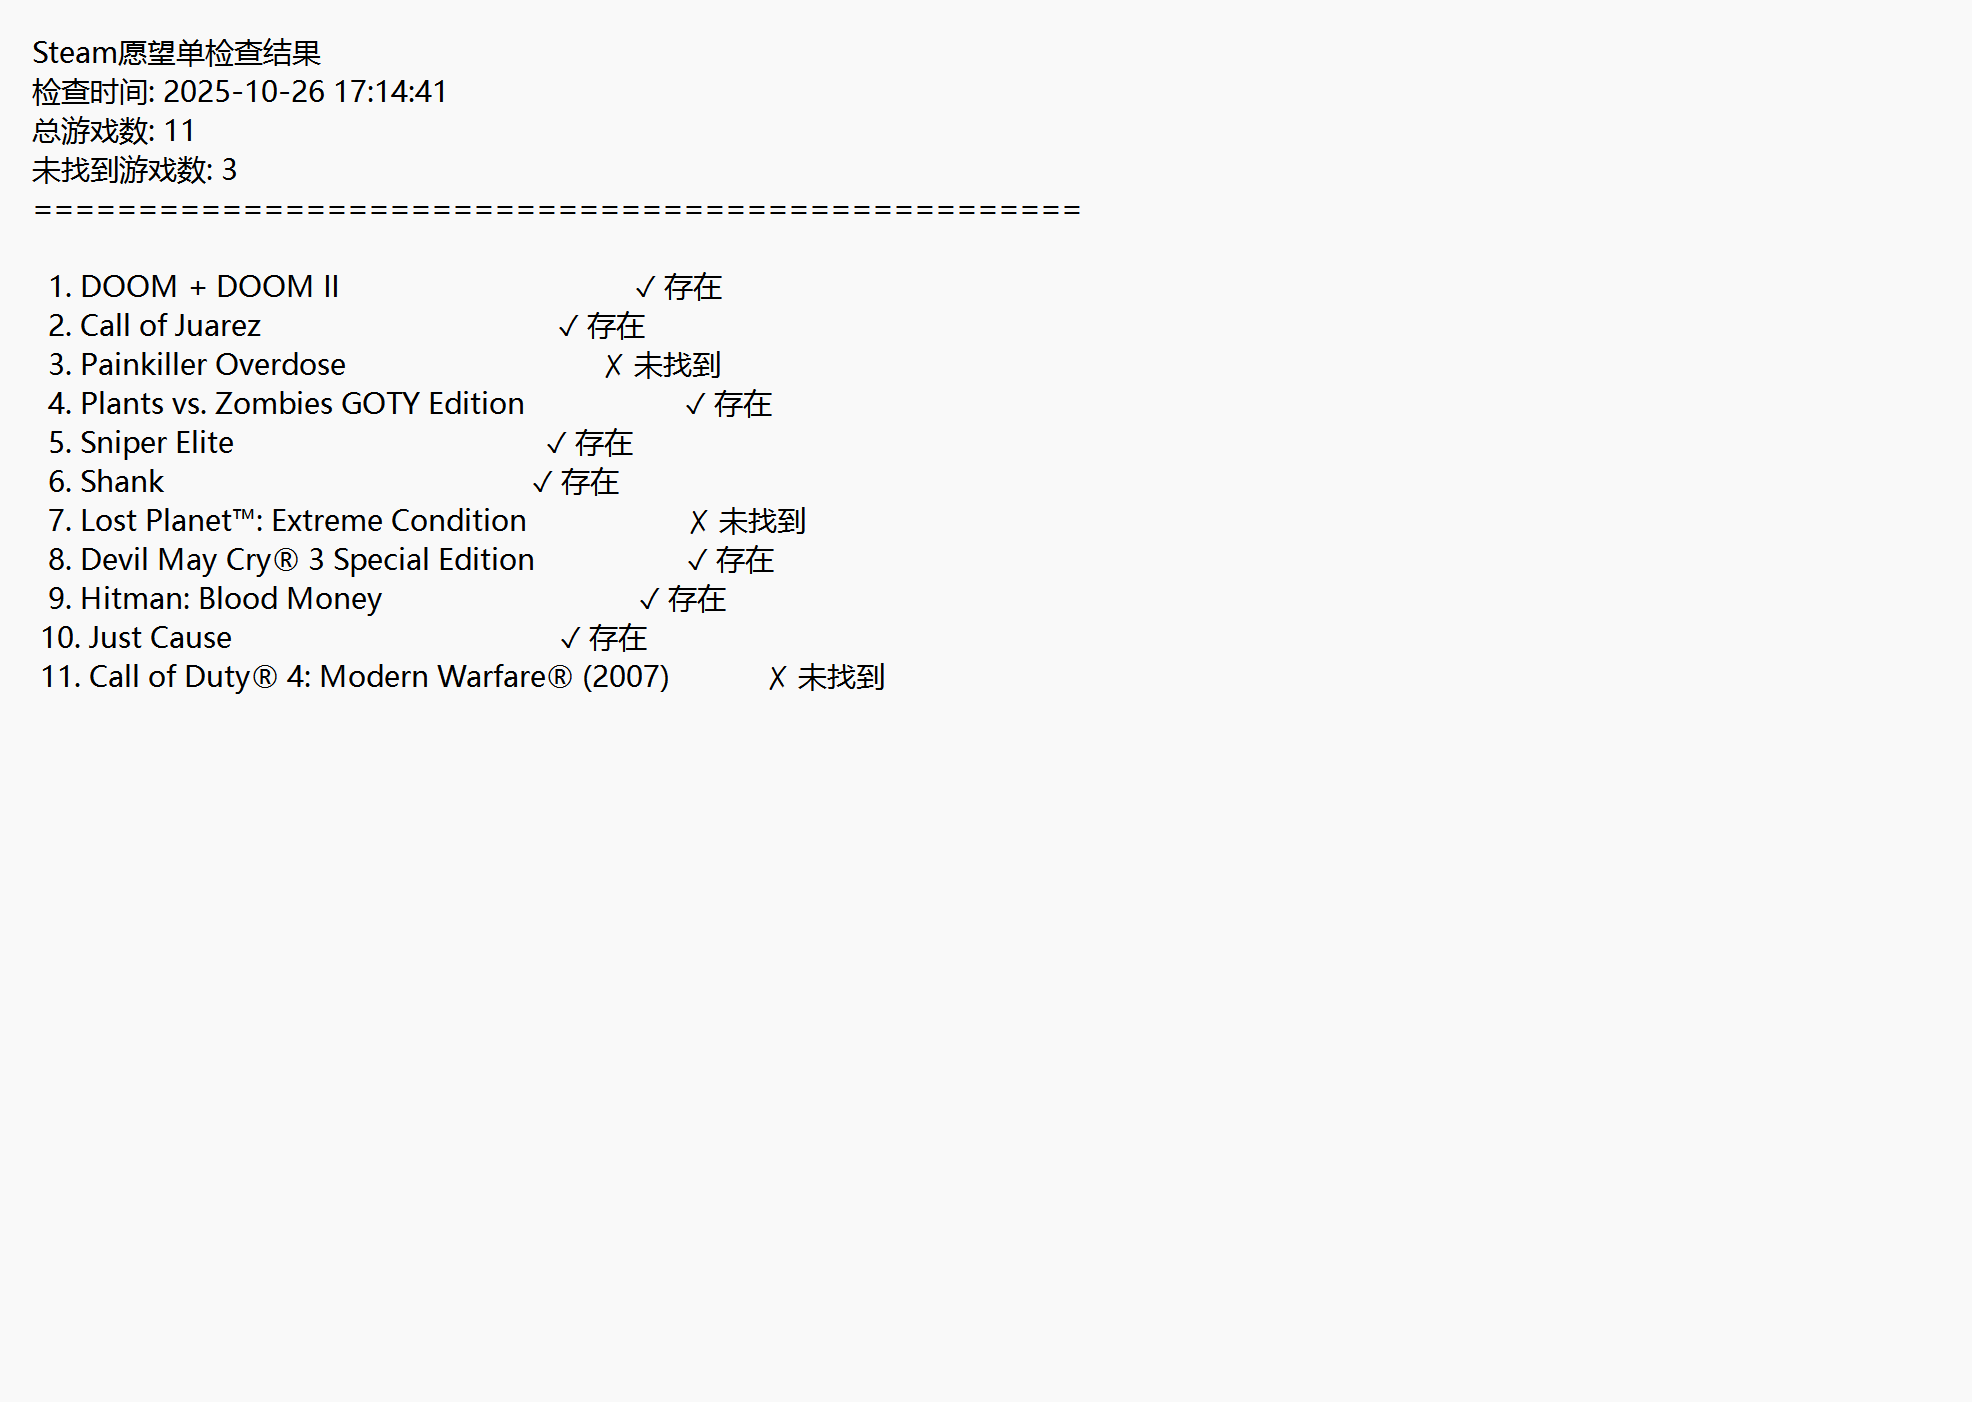 Steam愿望单检查结果
检查时间: 2025-10-26 17:14:41
总游戏数: 11
未找到游戏数: 3
==================================================
1. DOOM + DOOM II ✓ 存在
2. Call of Juarez ✓ 存在
3. Painkiller Overdose ✗ 未找到
4. Plants vs. Zombies GOTY Edition ✓ 存在
5. Sniper Elite ✓ 存在
6. Shank ✓ 存在
7. Lost Planet™: Extreme Condition ✗ 未找到
8. Devil May Cry® 3 Special Edition ✓ 存在
9. Hitman: Blood Money ✓ 存在
10. Just Cause ✓ 存在
11. Call of Duty® 4: Modern Warfare® (2007) ✗ 未找到